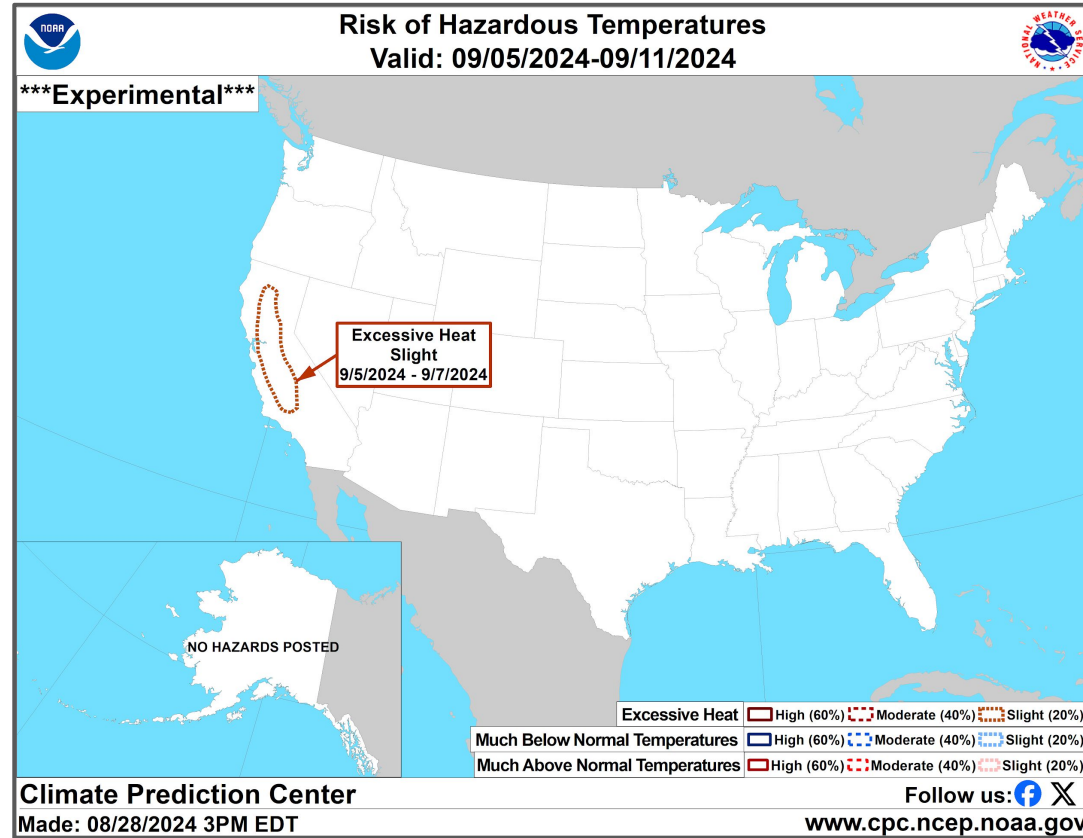 NOAA
Risk of Hazardous Temperatures
Valid: 09/05/2024-09/11/2024
NATIONAL WEATHER SERVICE
***Experimental***
Excessive Heat
Slight
9/5/2024 - 9/7/2024
NO HAZARDS POSTED
Excessive Heat High (60%) Moderate (40%) Slight (20%)
Much Below Normal Temperatures High (60%) Moderate (40%) Slight (20%)
Much Above Normal Temperatures High (60%) Moderate (40%) Slight (20%)
Climate Prediction Center
Follow us:
Made: 08/28/2024 3PM EDT
www.cpc.ncep.noaa.gov